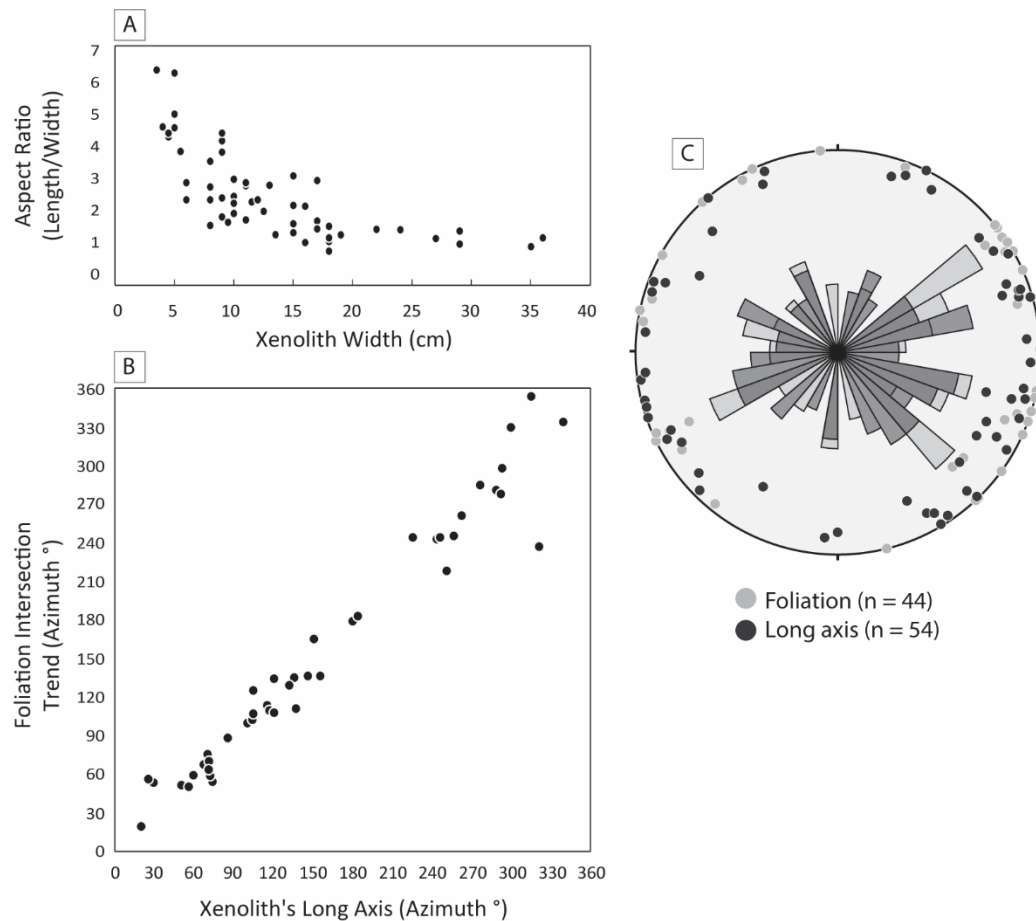 A
7
6
5
4
3
2
1
0
Aspect Ratio
(Length/Width)
0 5 10 15 20 25 30 35 40
Xenolith Width (cm)
B
360
330
300
270
240
210
180
150
120
90
60
30
0
Foliation Intersection
Trend (Azimuth °)
0 30 60 90 120 150 180 210 240 270 300 330 360
Xenolith's Long Axis (Azimuth °)
C
Foliation (n = 44)
Long axis (n = 54)